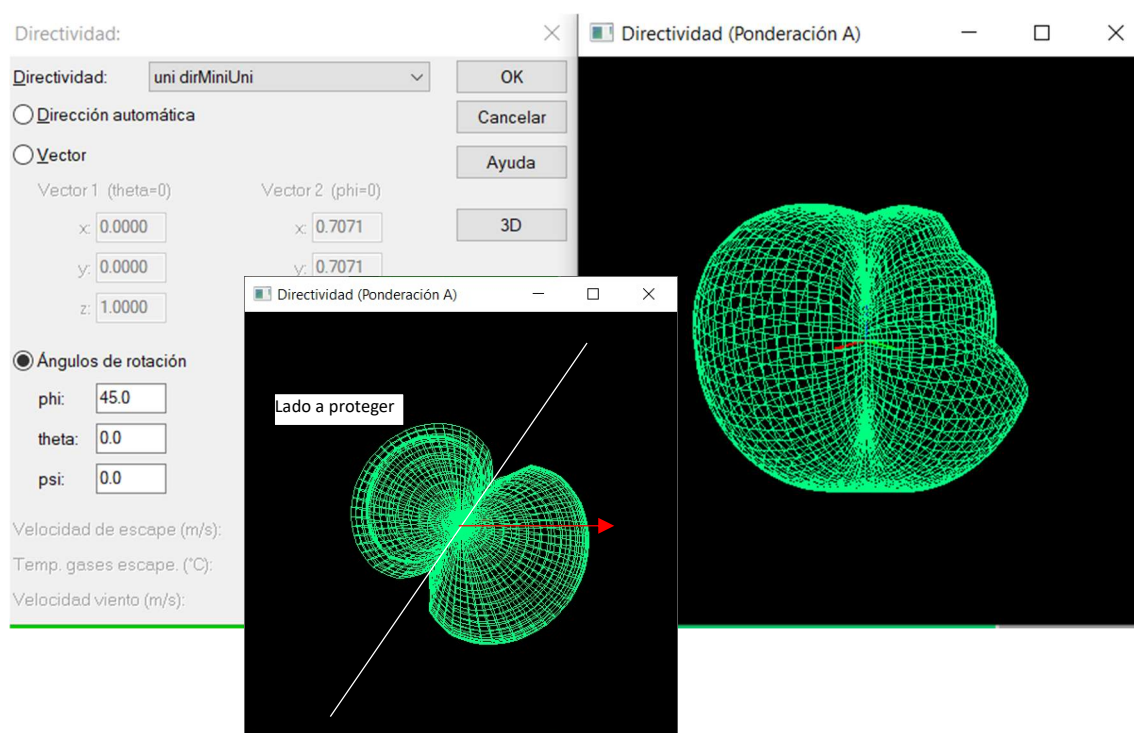 Directividad:
Directividad: uni dirMiniUni
OK
Dirección automática
Cancelar
Vector
Ayuda
Vector 1 (theta=0) Vector 2 (phi=0)
x: 0.0000 x: 0.7071
3D
y: 0.0000 y: 0.7071
z: 1.0000
Ángulos de rotación
phi: 45.0
theta: 0.0
psi: 0.0
Velocidad de escape (m/s):
Temp. gases escape. (°C):
Velocidad viento (m/s):
Directividad (Ponderación A)
Lado a proteger
Directividad (Ponderación A)